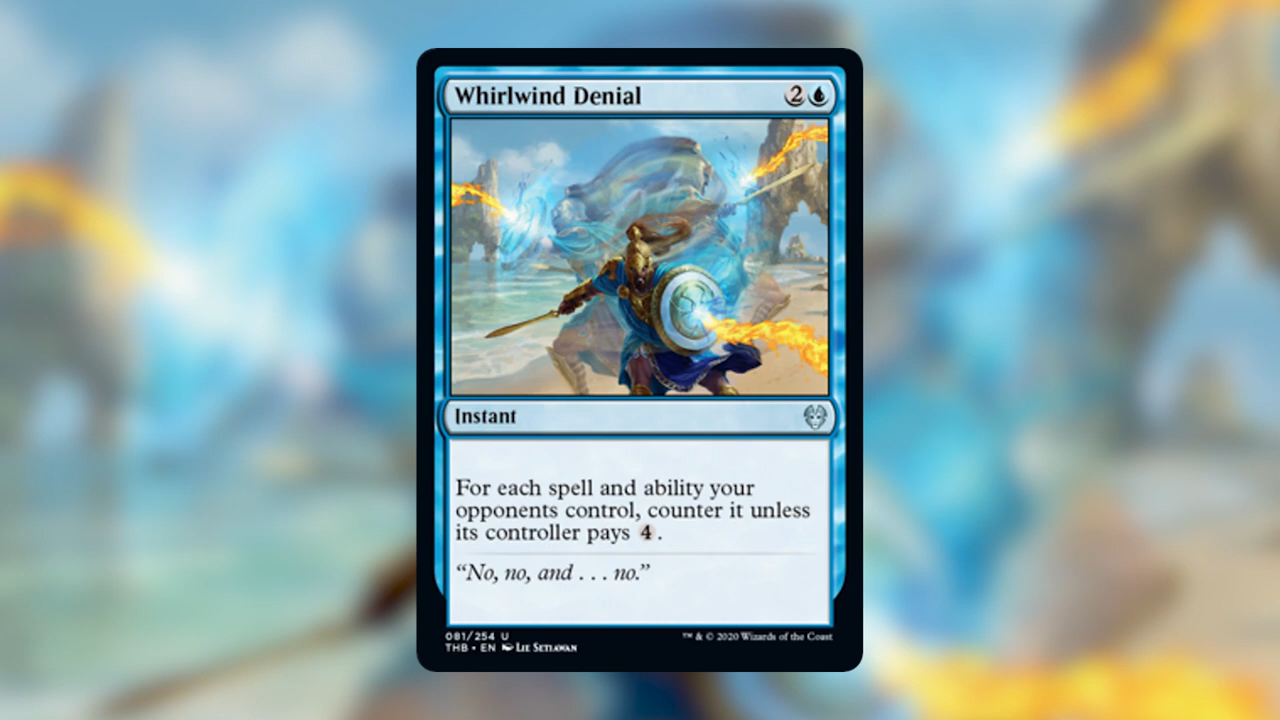 Whirlwind Denial 2
Instant
For each spell and ability your
opponents control, counter it unless
its controller pays 4.
“No, no, and . . . no.”
081/254 U
THB • EN LIE SETIAWAN
™ & © 2020 Wizards of the Coast